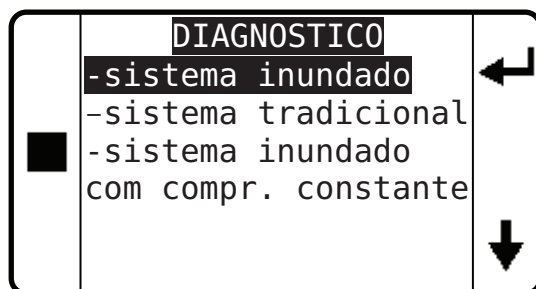 DIAGNOSTICO
-sistema inundado
-sistema tradicional
-sistema inundado
com compr. constante